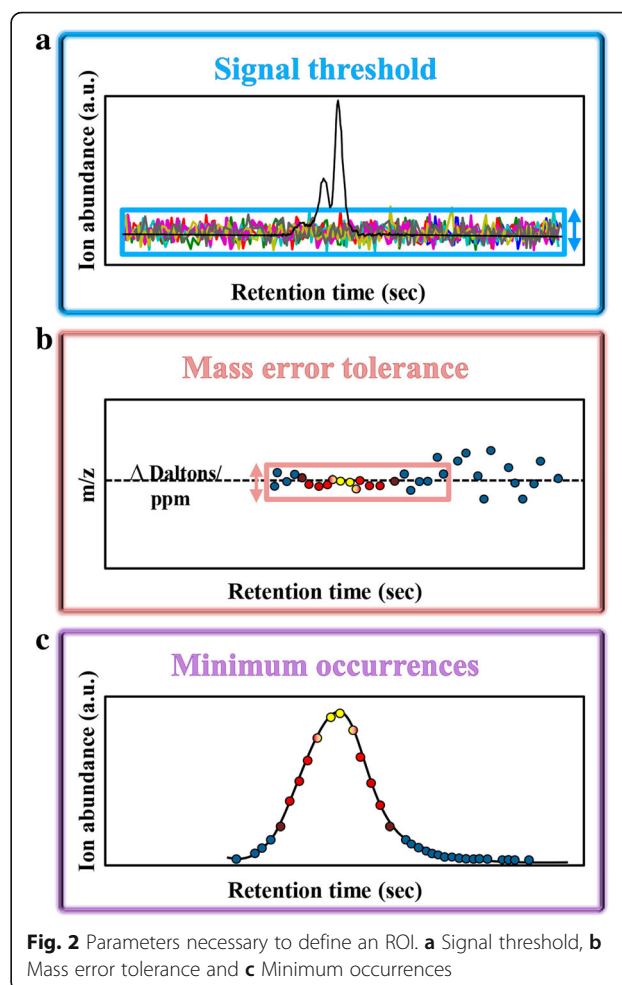 a
Signal threshold
Ion abundance (a.u.)
Retention time (sec)
b
Mass error tolerance
m/z
Δ Daltons/
ppm
Retention time (sec)
c
Minimum occurrences
Ion abundance (a.u.)
Retention time (sec)
Fig. 2 Parameters necessary to define an ROI. a Signal threshold, b
Mass error tolerance and c Minimum occurrences